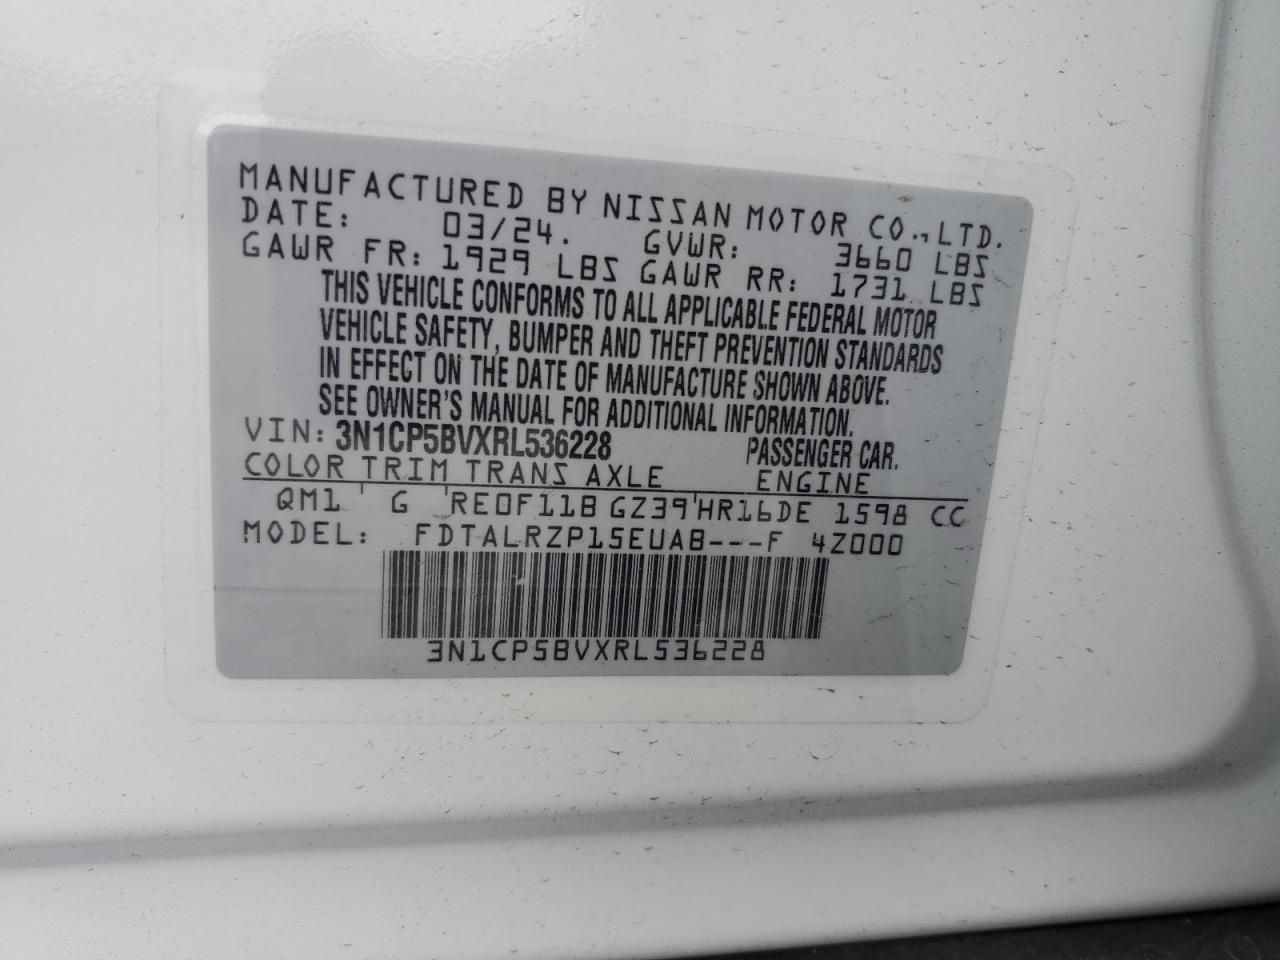 MANUFACTURED BY NISSAN MOTOR CO., LTD.
DATE: 03/24. GVWR: 3660 LBS
GAWR FR: 1929 LBS GAWR RR: 1731 LBS
THIS VEHICLE CONFORMS TO ALL APPLICABLE FEDERAL MOTOR
VEHICLE SAFETY, BUMPER AND THEFT PREVENTION STANDARDS
IN EFFECT ON THE DATE OF MANUFACTURE SHOWN ABOVE.
SEE OWNER'S MANUAL FOR ADDITIONAL INFORMATION.
VIN: 3N1CP5BVXRL536228 PASSENGER CAR.
COLOR TRIM TRANS AXLE ENGINE
QM1 ' G ' RE0F11B GZ39 ' HR16DE 1598 CC
MODEL: FDTALRZP15EUAB---F 4Z000
3N1CP5BVXRL536228